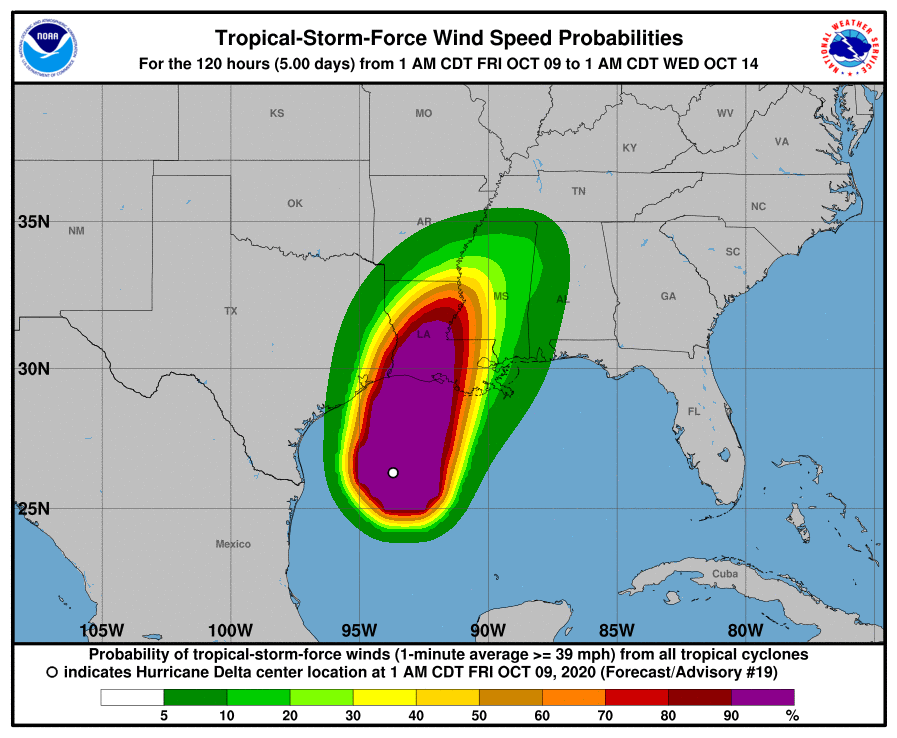 NOAA
Tropical-Storm-Force Wind Speed Probabilities
For the 120 hours (5.00 days) from 1 AM CDT FRI OCT 09 to 1 AM CDT WED OCT 14
NATIONAL WEATHER SERVICE
KS
MO
WV
VA
KY
TN
OK
AR
NC
35N
NM
SC
TX
MS
AL
GA
LA
30N
FL
25N
Mexico
Cuba
105W 100W 95W 90W 85W 80W
Probability of tropical-storm-force winds (1-minute average >= 39 mph) from all tropical cyclones
indicates Hurricane Delta center location at 1 AM CDT FRI OCT 09, 2020 (Forecast/Advisory #19)
5 10 20 30 40 50 60 70 80 90 %